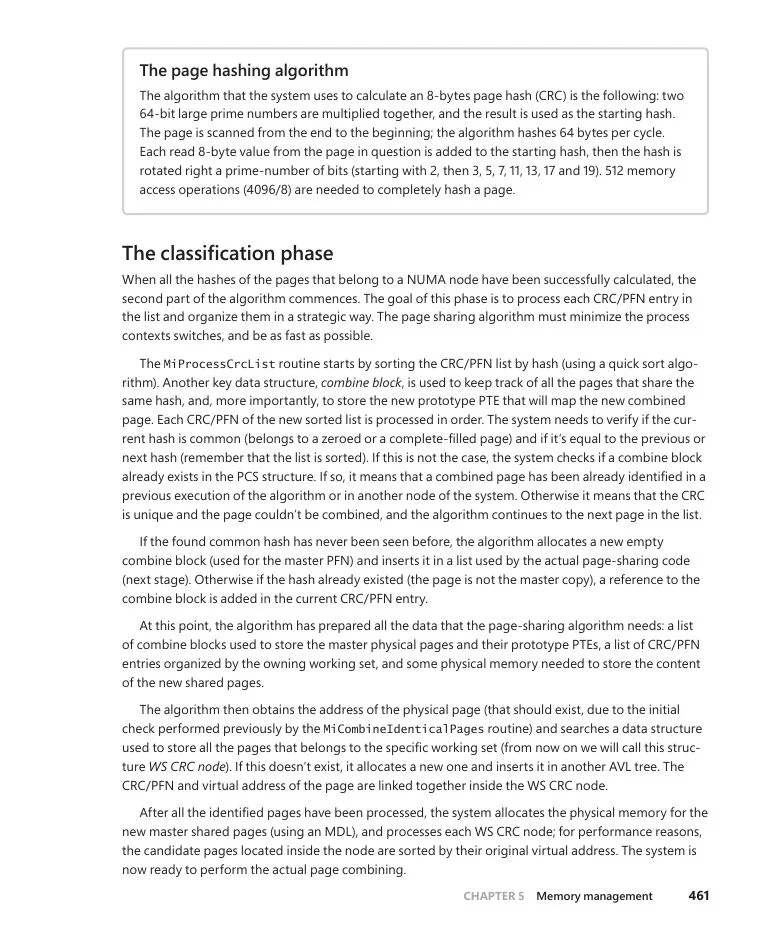 The page hashing algorithm
The algorithm that the system uses to calculate an 8-bytes page hash (CRC) is the following: two
64-bit large prime numbers are multiplied together, and the result is used as the starting hash.
The page is scanned from the end to the beginning; the algorithm hashes 64 bytes per cycle.
Each read 8-byte value from the page in question is added to the starting hash, then the hash is
rotated right a prime-number of bits (starting with 2, then 3, 5, 7, 11, 13, 17 and 19). 512 memory
access operations (4096/8) are needed to completely hash a page.
The classification phase
When all the hashes of the pages that belong to a NUMA node have been successfully calculated, the
second part of the algorithm commences. The goal of this phase is to process each CRC/PFN entry in
the list and organize them in a strategic way. The page sharing algorithm must minimize the process
contexts switches, and be as fast as possible.
The MiProcessCrcList routine starts by sorting the CRC/PFN list by hash (using a quick sort algo-
rithm). Another key data structure, combine block, is used to keep track of all the pages that share the
same hash, and, more importantly, to store the new prototype PTE that will map the new combined
page. Each CRC/PFN of the new sorted list is processed in order. The system needs to verify if the cur-
rent hash is common (belongs to a zeroed or a complete-filled page) and if it's equal to the previous or
next hash (remember that the list is sorted). If this is not the case, the system checks if a combine block
already exists in the PCS structure. If so, it means that a combined page has been already identified in a
previous execution of the algorithm or in another node of the system. Otherwise it means that the CRC
is unique and the page couldn't be combined, and the algorithm continues to the next page in the list.
If the found common hash has never been seen before, the algorithm allocates a new empty
combine block (used for the master PFN) and inserts it in a list used by the actual page-sharing code
(next stage). Otherwise if the hash already existed (the page is not the master copy), a reference to the
combine block is added in the current CRC/PFN entry.
At this point, the algorithm has prepared all the data that the page-sharing algorithm needs: a list
of combine blocks used to store the master physical pages and their prototype PTEs, a list of CRC/PFN
entries organized by the owning working set, and some physical memory needed to store the content
of the new shared pages.
The algorithm then obtains the address of the physical page (that should exist, due to the initial
check performed previously by the MiCombineIdenticalPages routine) and searches a data structure
used to store all the pages that belongs to the specific working set (from now on we will call this struc-
ture WS CRC node). If this doesn't exist, it allocates a new one and inserts it in another AVL tree. The
CRC/PFN and virtual address of the page are linked together inside the WS CRC node.
After all the identified pages have been processed, the system allocates the physical memory for the
new master shared pages (using an MDL), and processes each WS CRC node; for performance reasons,
the candidate pages located inside the node are sorted by their original virtual address. The system is
now ready to perform the actual page combining.
CHAPTER 5 Memory management 461